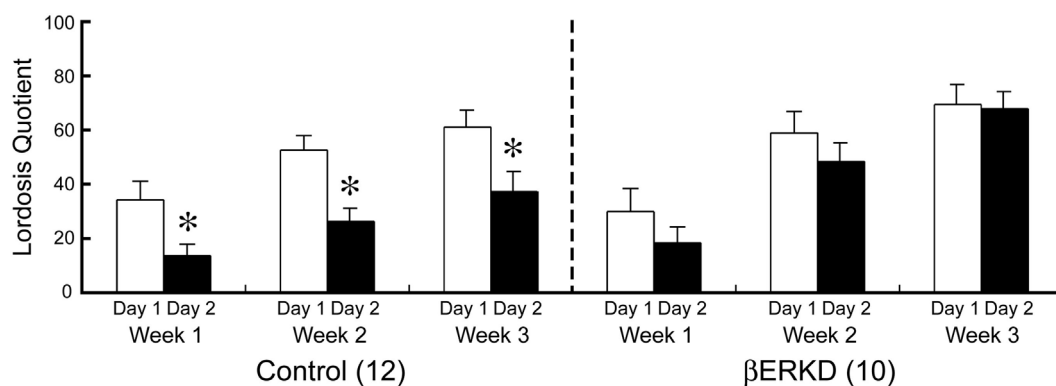 Lordosis Quotient
100
80
60
40
20
0
* * *
Day 1 Day 2 Day 1 Day 2 Day 1 Day 2 Day 1 Day 2 Day 1 Day 2 Day 1 Day 2
Week 1 Week 2 Week 3 Week 1 Week 2 Week 3
Control (12) βERKD (10)